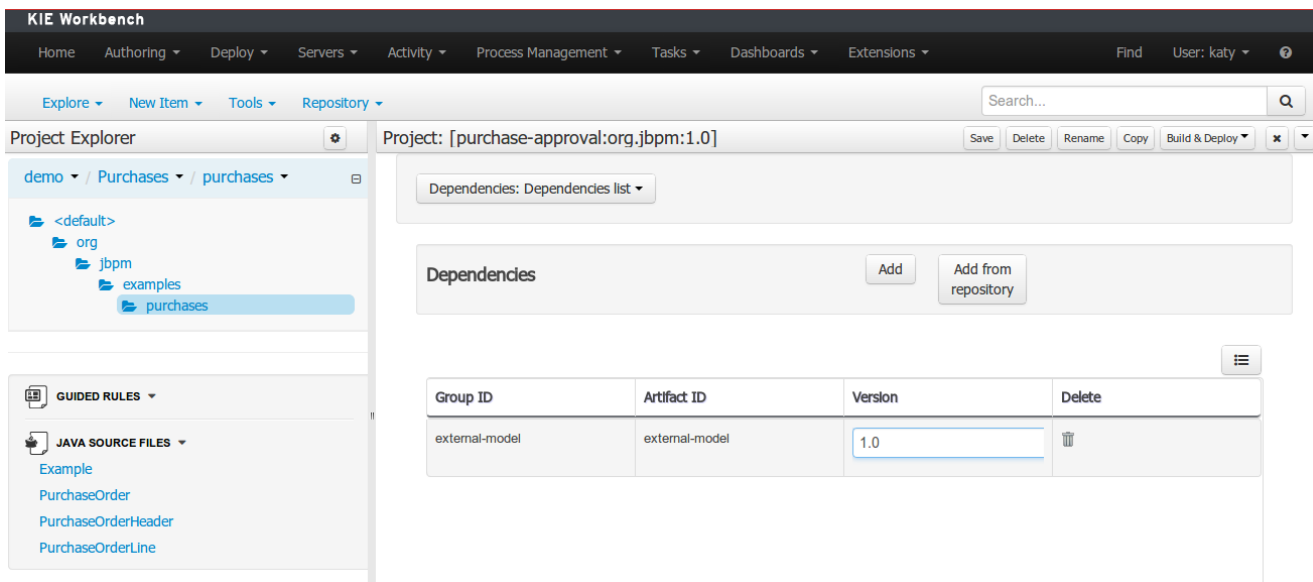 KIE Workbench
Home Authoring Deploy Servers Activity Process Management Tasks Dashboards Extensions Find User: katy
Explore New Item Tools Repository Search...
Project Explorer
Project: [purchase-approval:org.jbpm:1.0] Save Delete Rename Copy Build & Deploy
demo / Purchases / purchases
Dependencies: Dependencies list
<default>
org
jbpm
examples
purchases
Dependencies
Add
Add from
repository
GUIDED RULES
JAVA SOURCE FILES
Example
PurchaseOrder
PurchaseOrderHeader
PurchaseOrderLine
Group ID Artifact ID Version Delete
external-model external-model 1.0